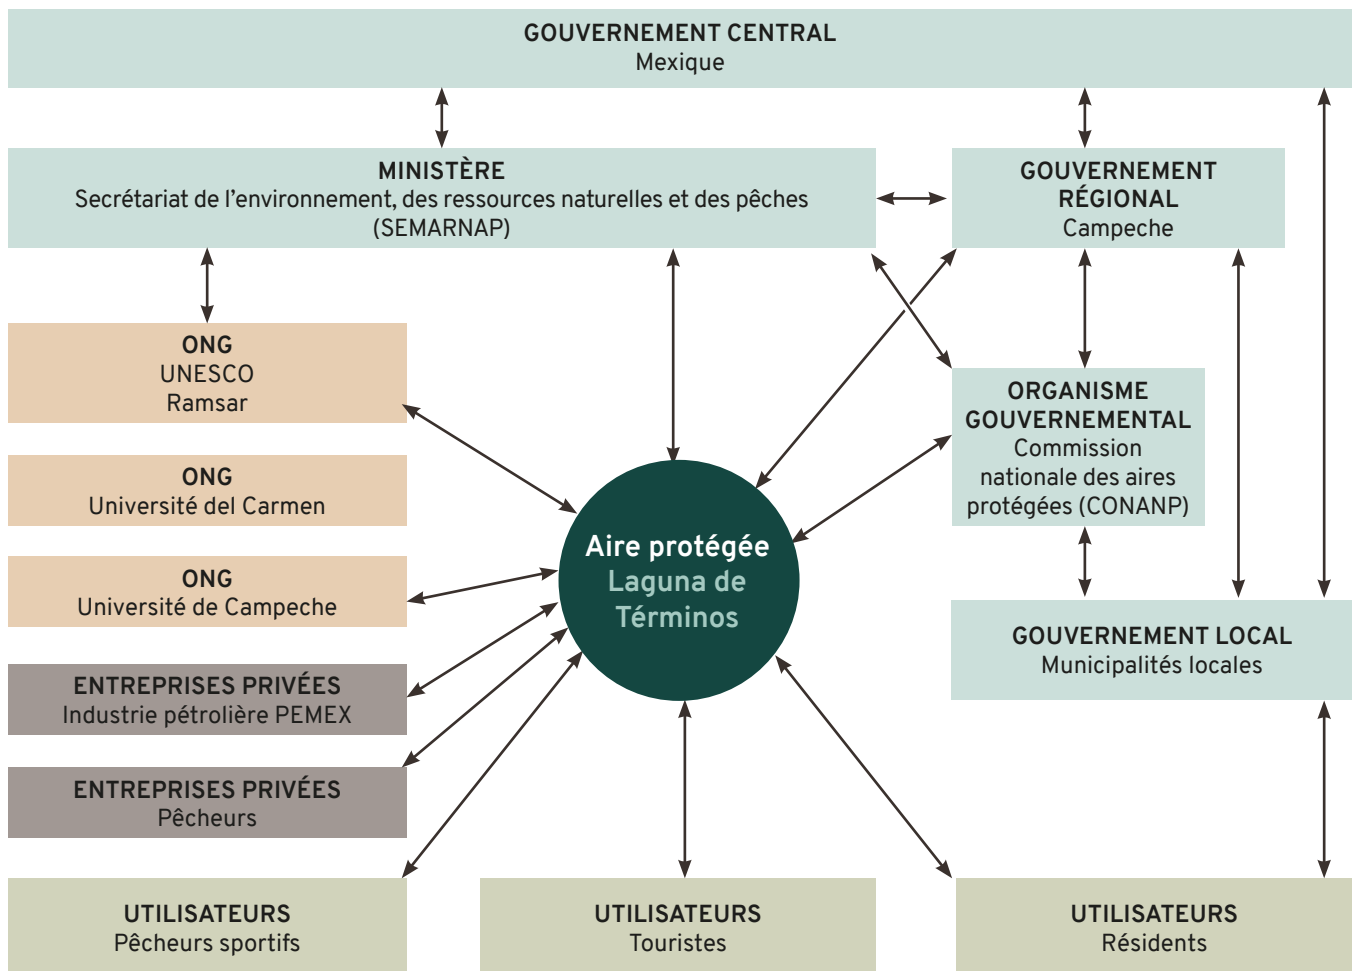 GOUVERNEMENT CENTRAL
Mexique
MINISTÈRE
Secrétariat de l’environnement, des ressources naturelles et des pêches
(SEMARNAP)
GOUVERNEMENT
RÉGIONAL
Campeche
ONG
UNESCO
Ramsar
ORGANISME
GOUVERNEMENTAL
Commission
nationale des aires
protégées (CONANP)
ONG
Université del Carmen
Aire protégée
Laguna de
Términos
ONG
Université de Campeche
GOUVERNEMENT LOCAL
Municipalités locales
ENTREPRISES PRIVÉES
Industrie pétrolière PEMEX
ENTREPRISES PRIVÉES
Pêcheurs
UTILISATEURS
Pêcheurs sportifs
UTILISATEURS
Touristes
UTILISATEURS
Résidents